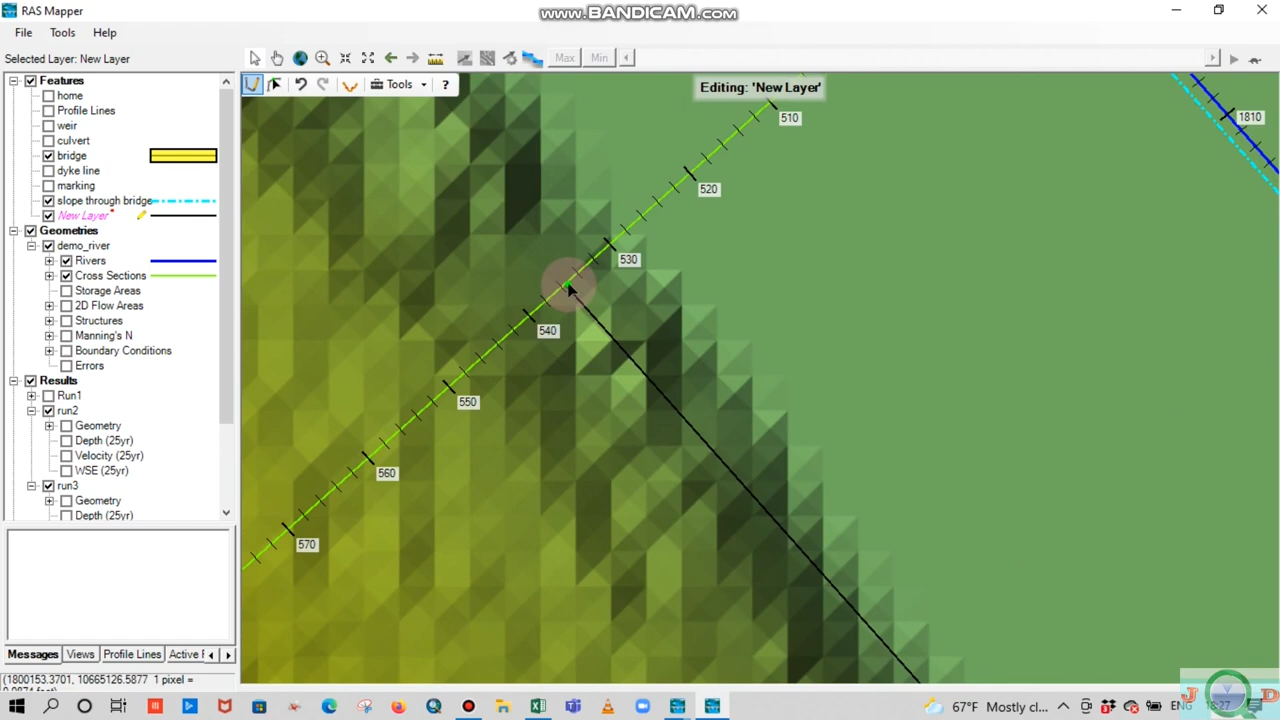 RAS Mapper
www.BANDICAM.com
File Tools Help
Selected Layer: New Layer
Max Min
Tools ?
Editing: 'New Layer'
Features
home
Profile Lines
weir
culvert
bridge
dyke line
marking
slope through bridge
New Layer *
Geometries
demo_river
Rivers
Cross Sections
Storage Areas
2D Flow Areas
Structures
Manning's N
Boundary Conditions
Errors
Results
Run1
run2
Geometry
Depth (25yr)
Velocity (25yr)
WSE (25yr)
run3
Geometry
Depth (25yr)
510
520
530
540
550
560
570
1810
Messages Views Profile Lines Active F
(1800153.3701, 10665126.5877 1 pixel =
67°F Mostly cl... ENG 18:27
J D